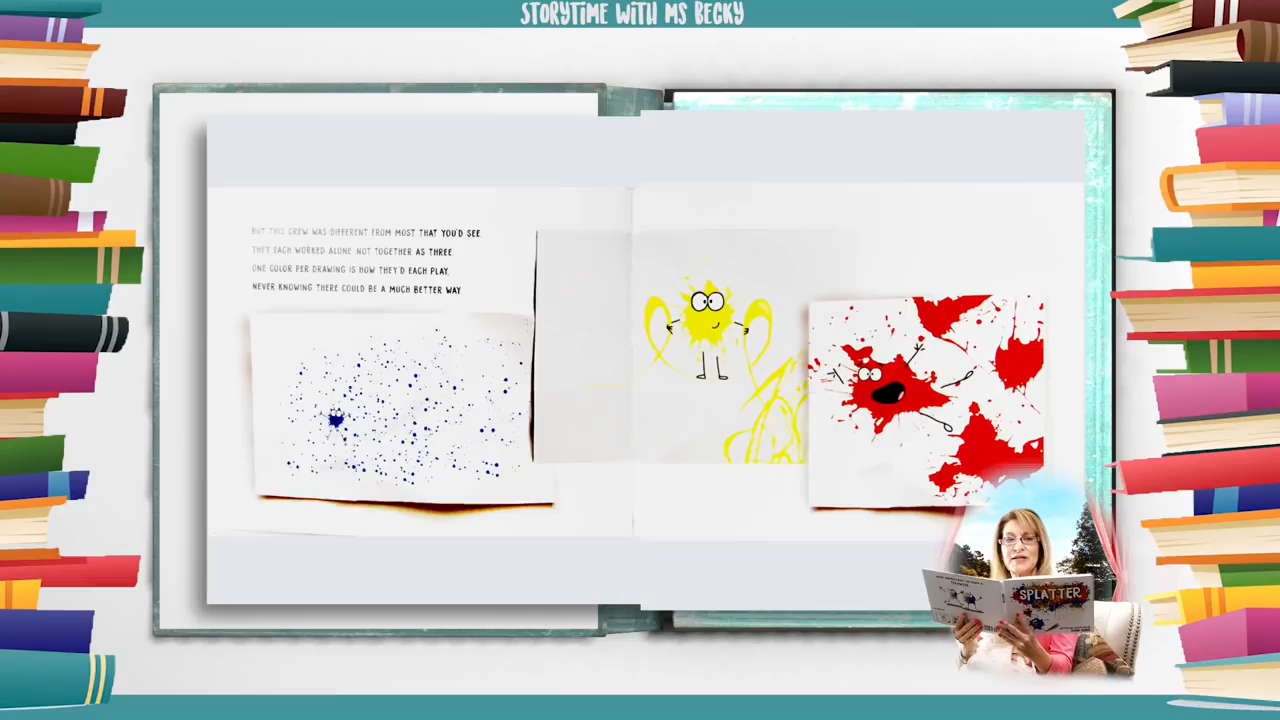 STORYTIME WITH MS BECKY
BUT THIS CREW WAS DIFFERENT FROM MOST THAT YOU'D SEE
THEY EACH WORKED ALONE NOT TOGETHER AS THREE
ONE COLOR PER DRAWING IS HOW THEY'D EACH PLAY,
NEVER KNOWING THERE COULD BE A MUCH BETTER WAY
SPLATTER